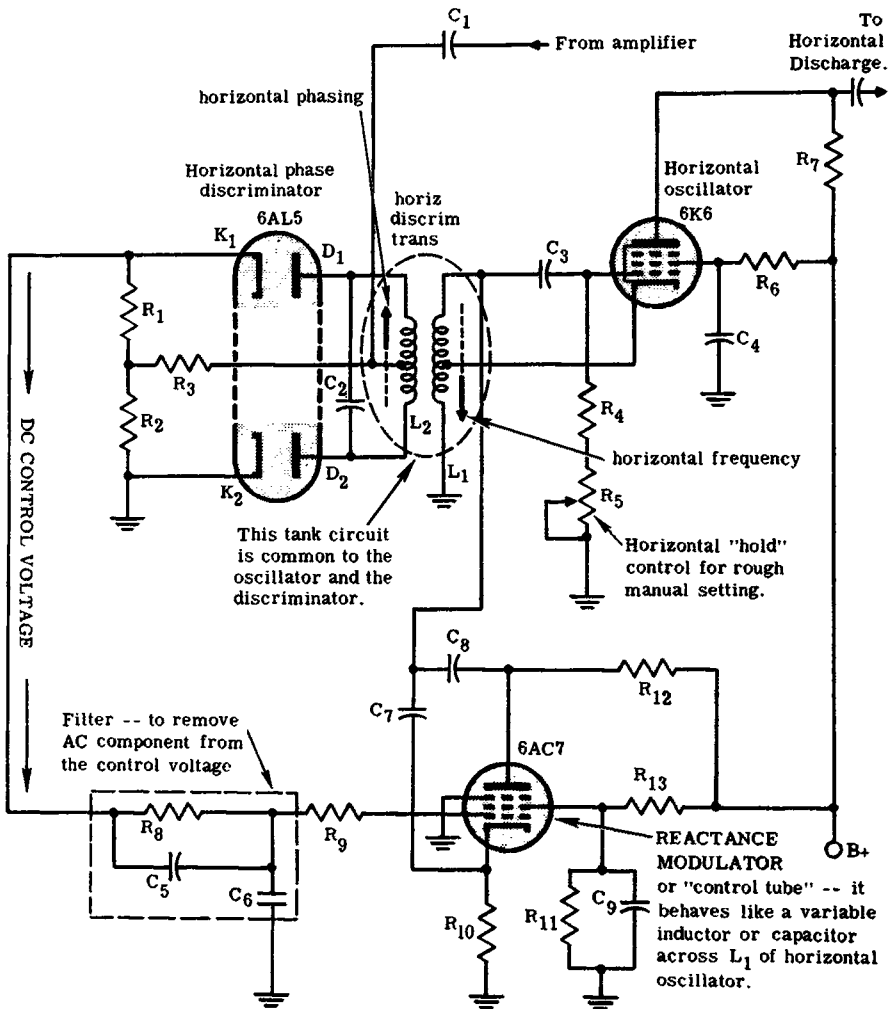 C1
From amplifier
To
Horizontal
Discharge.
horizontal phasing
R7
Horizontal phase
discriminator
6AL5
horiz
discrim
trans
Horizontal
oscillator
6K6
K1
D1
C3
R6
R1
R3
C2
C4
R2
L2
R4
DC CONTROL VOLTAGE
K2
D2
L1
horizontal frequency
R5
This tank circuit
is common to the
oscillator and the
discriminator.
Horizontal "hold"
control for rough
manual setting.
C8
R12
C7
Filter -- to remove
AC component from
the control voltage
6AC7
R13
R8
R9
C5
C6
R10
R11
C9
B+
REACTANCE
MODULATOR
or "control tube" -- it
behaves like a variable
inductor or capacitor
across L1 of horizontal
oscillator.